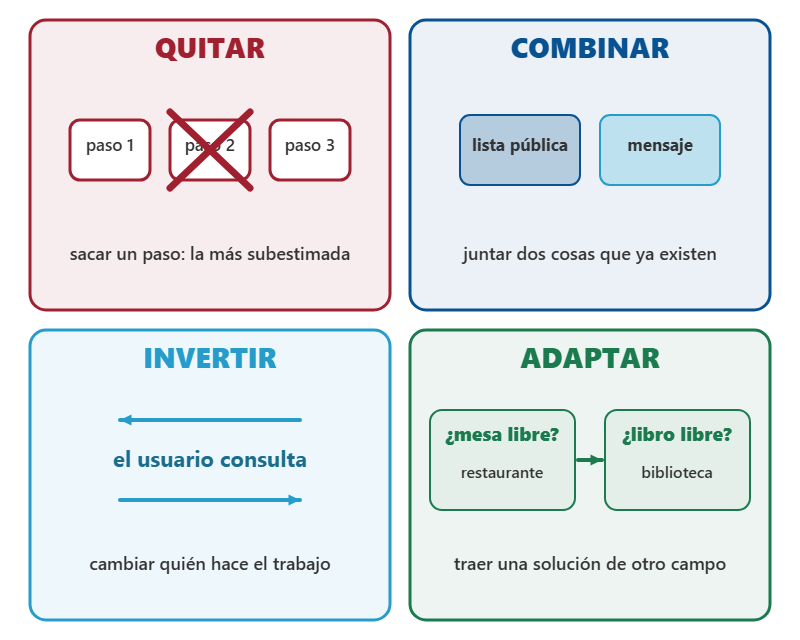 QUITAR
paso 1
paso 2
paso 3
sacar un paso: la más subestimada
COMBINAR
lista pública
mensaje
juntar dos cosas que ya existen
INVERTIR
el usuario consulta
cambiar quién hace el trabajo
ADAPTAR
¿mesa libre?
restaurante
¿libro libre?
biblioteca
traer una solución de otro campo